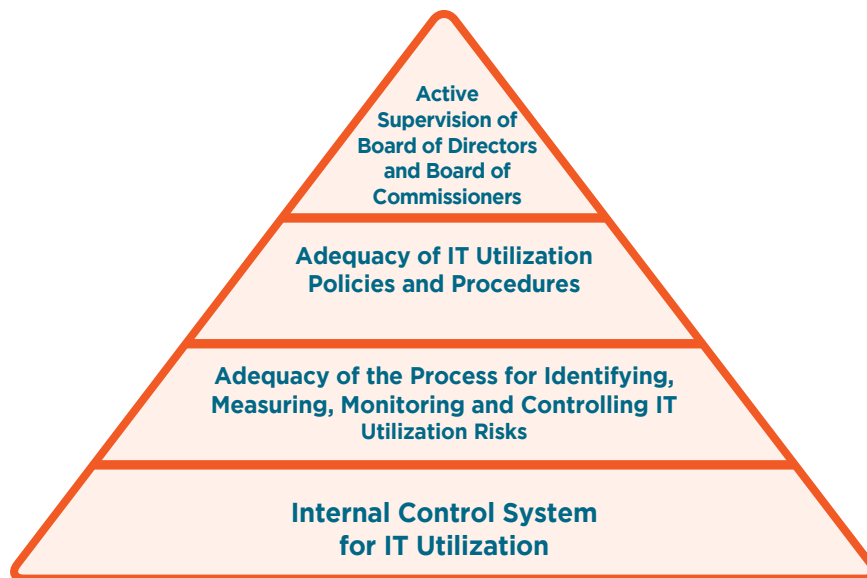 Active
Supervision of
Board of Directors
and Board of
Commissioners
Adequacy of IT Utilization
Policies and Procedures
Adequacy of the Process for Identifying,
Measuring, Monitoring and Controlling IT
Utilization Risks
Internal Control System
for IT Utilization